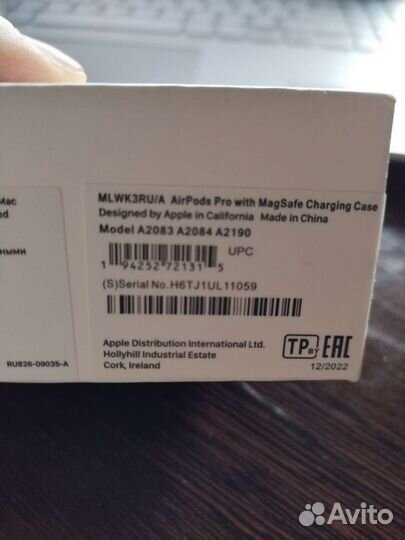 Mac
ed
ными
RU826-09035-A
MLWK3RU/A AirPods Pro with MagSafe Charging Case
Designed by Apple in California Made in China
Model A2083 A2084 A2190
UPC
1 94252 72131 5
(S)Serial No.H6TJ1UL11059
Apple Distribution International Ltd.
Hollyhill Industrial Estate
Cork, Ireland
TP BY EAC
12/2022
Avito